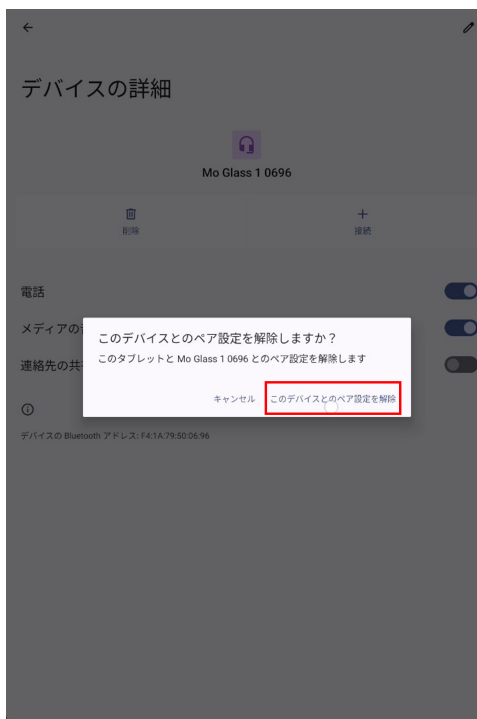 デバイスの詳細
Mo Glass 1 0696
削除
接続
電話
メディアの
このデバイスとのペア設定を解除しますか？
このタブレットと Mo Glass 1 0696 とのペア設定を解除します
連絡先の共
キャンセル
このデバイスとのペア設定を解除
デバイスの Bluetooth アドレス: F4:1A:79:50:06:96